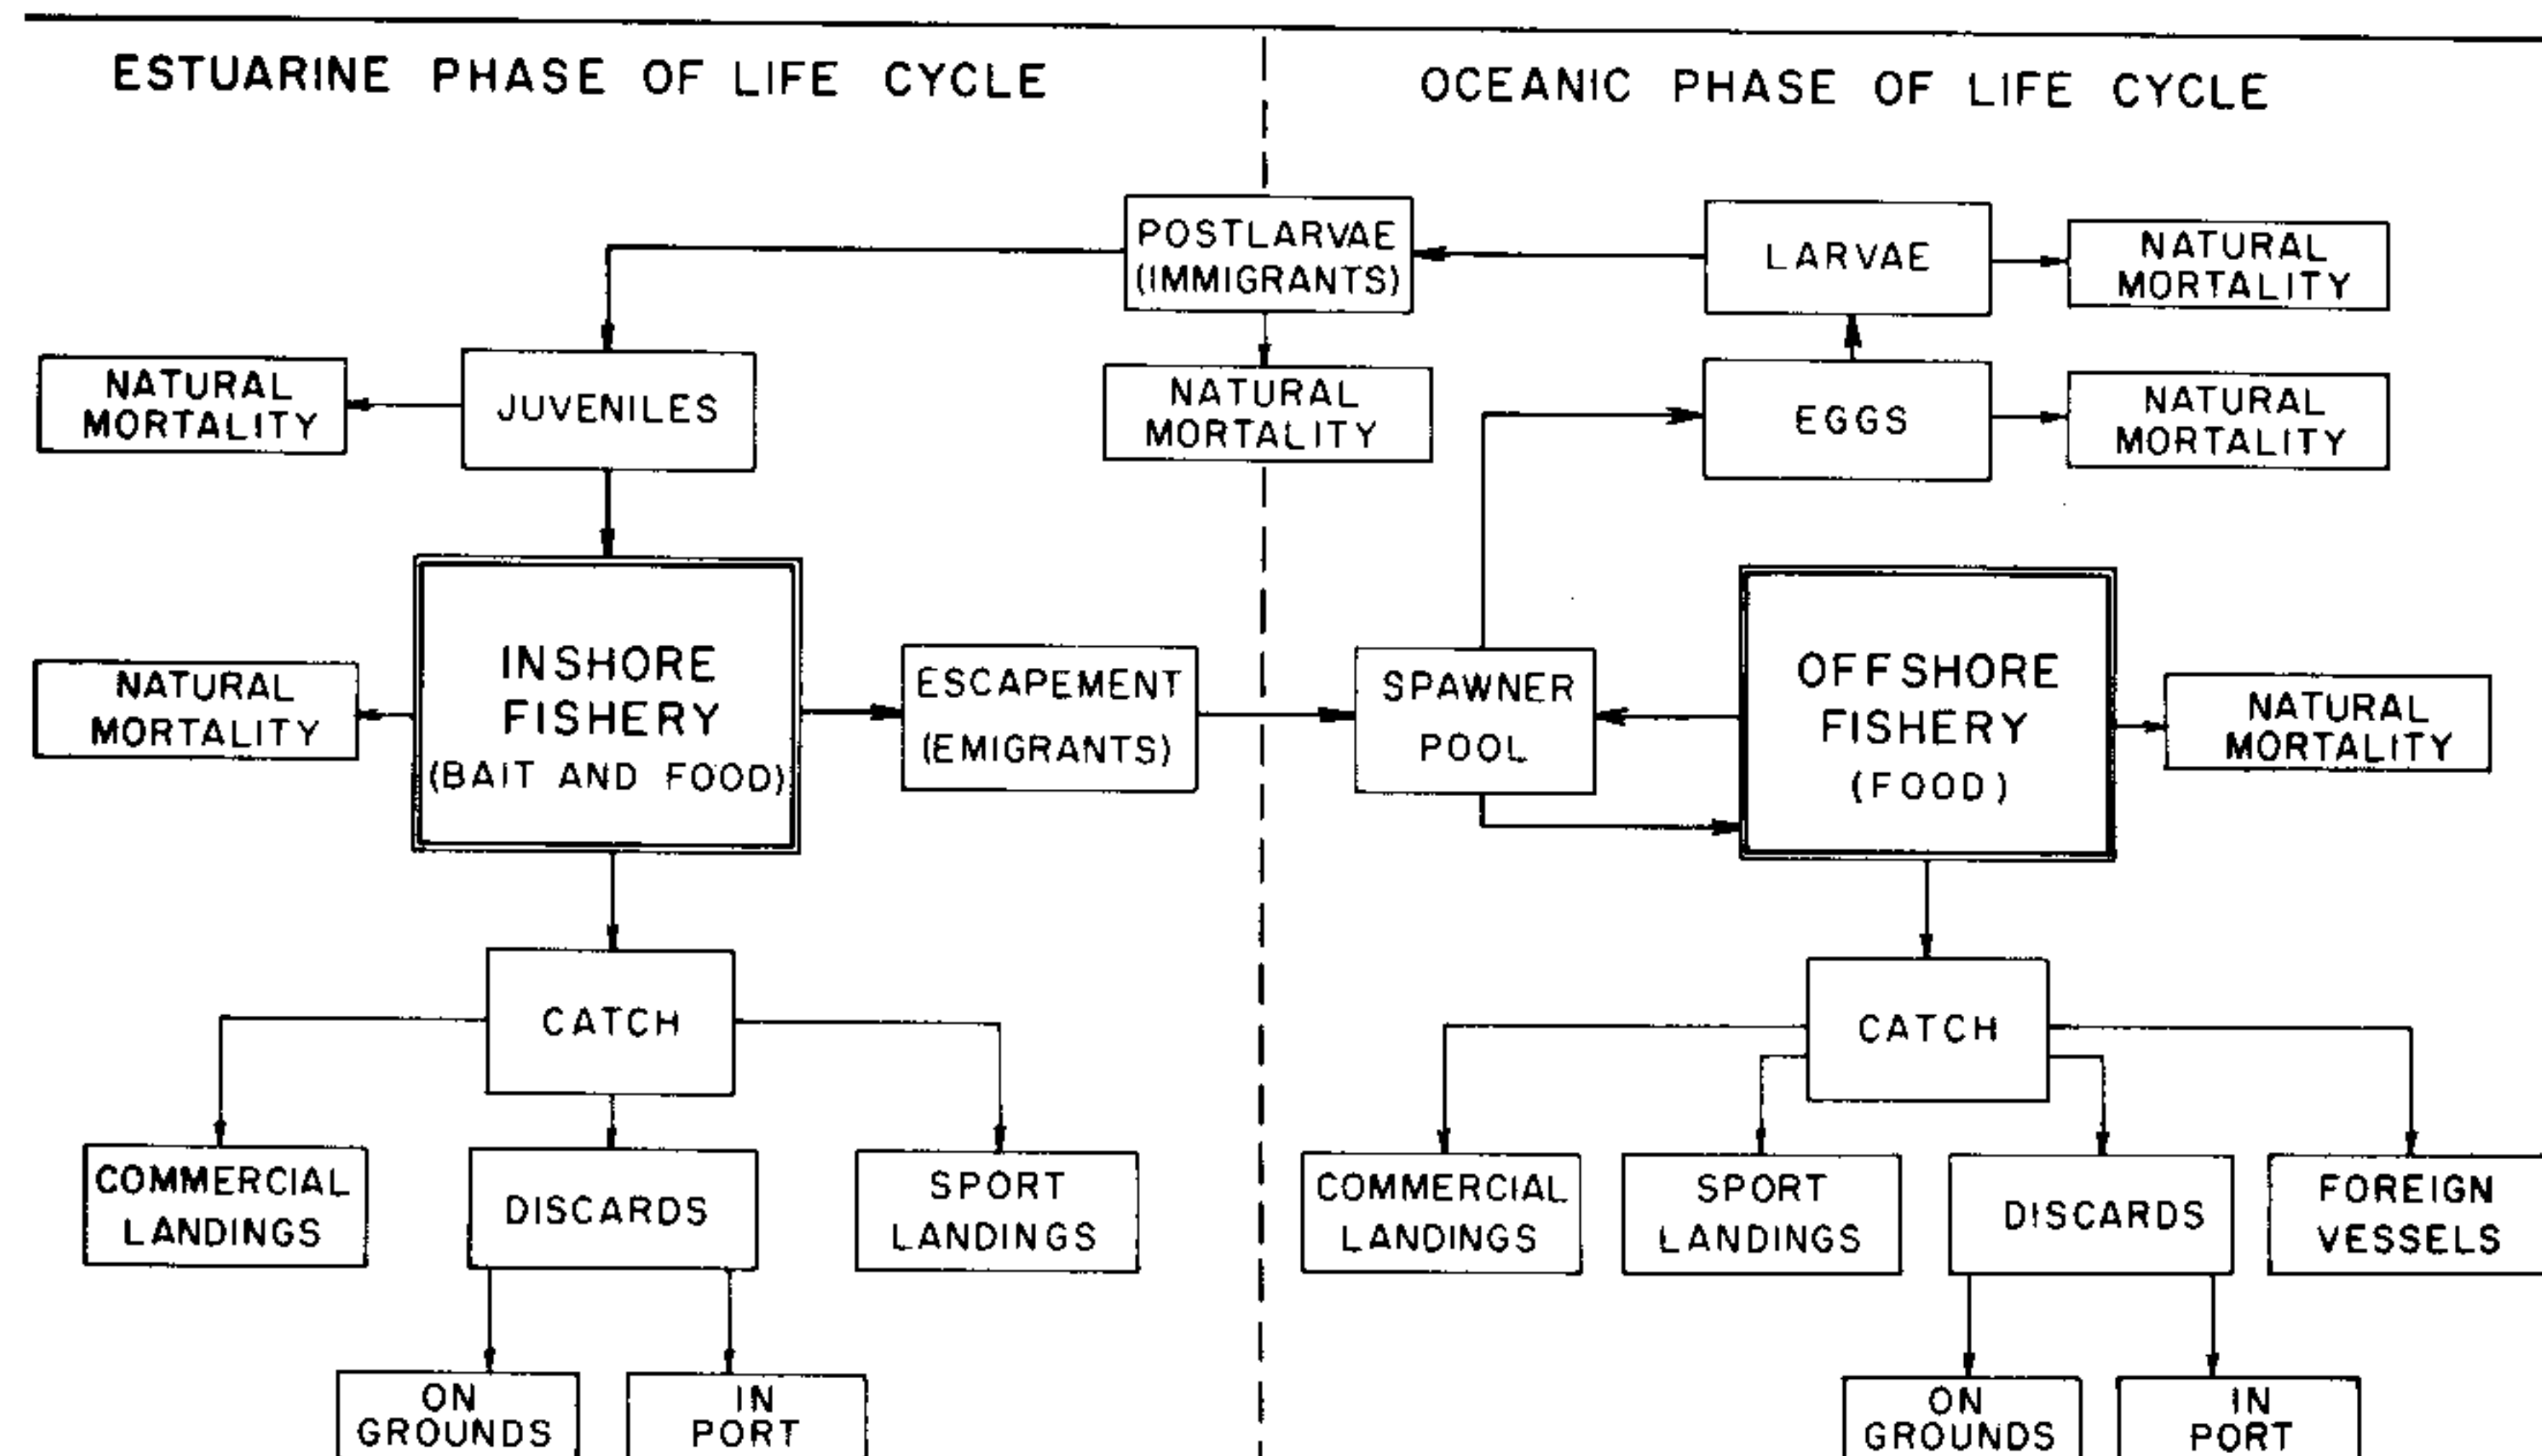 ESTUARINE PHASE OF LIFE CYCLE
OCEANIC PHASE OF LIFE CYCLE
POSTLARVAE
(IMMIGRANTS)
LARVAE
NATURAL
MORTALITY
NATURAL
MORTALITY
JUVENILES
NATURAL
MORTALITY
EGGS
NATURAL
MORTALITY
INSHORE
FISHERY
(BAIT AND FOOD)
NATURAL
MORTALITY
ESCAPEMENT
(EMIGRANTS)
SPAWNER
POOL
OFFSHORE
FISHERY
(FOOD)
NATURAL
MORTALITY
CATCH
CATCH
COMMERCIAL
LANDINGS
DISCARDS
SPORT
LANDINGS
COMMERCIAL
LANDINGS
SPORT
LANDINGS
DISCARDS
FOREIGN
VESSELS
ON
GROUNDS
IN
PORT
ON
GROUNDS
IN
PORT